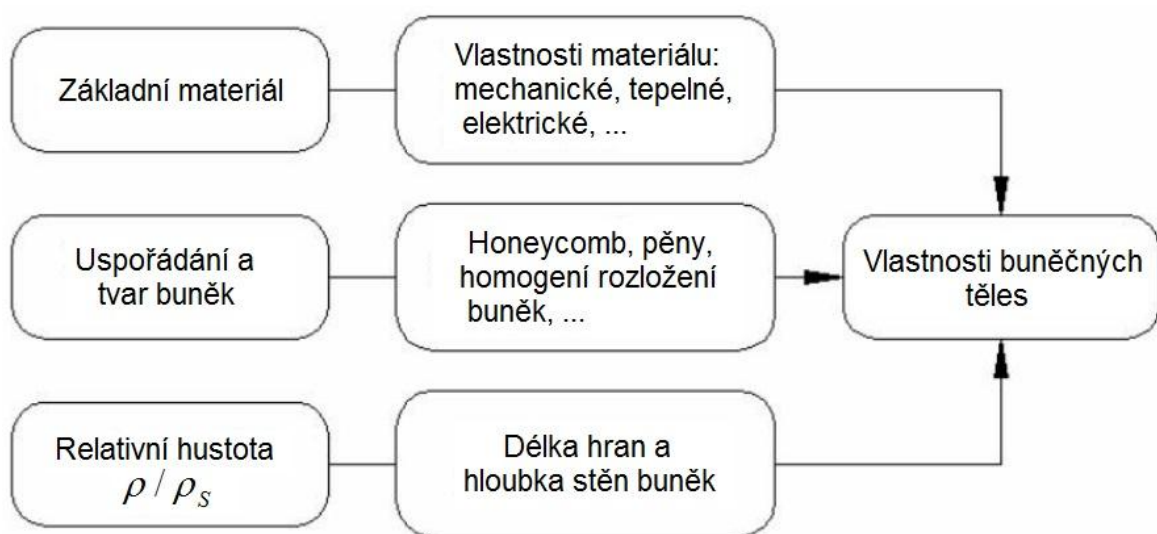 Základní materiál
Vlastnosti materiálu:
mechanické, tepelné,
elektrické, ...
Uspořádání a
tvar buněk
Honeycomb, pěny,
homogení rozložení
buněk, ...
Vlastnosti buněčných
těles
Relativní hustota
ρ / ρ_S
Délka hran a
hloubka stěn buněk